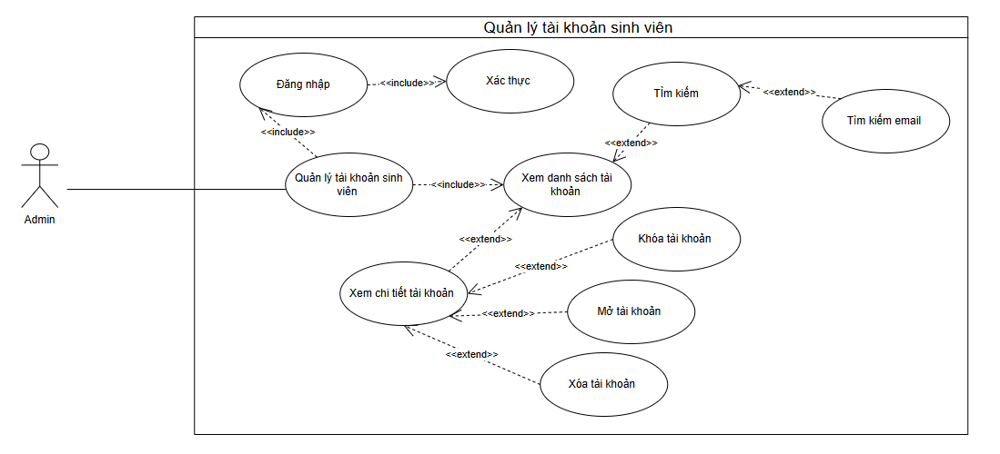 Quản lý tài khoản sinh viên
Đăng nhập
<<include>>
Xác thực
TÌm kiếm
<<extend>>
Tìm kiếm email
<<include>>
<<extend>>
Admin
Quản lý tài khoản sinh
viên
<<include>>
Xem danh sách tài
khoản
<<extend>>
Khóa tài khoản
<<extend>>
Xem chi tiết tài khoản
<<extend>>
Mở tài khoản
<<extend>>
Xóa tài khoản